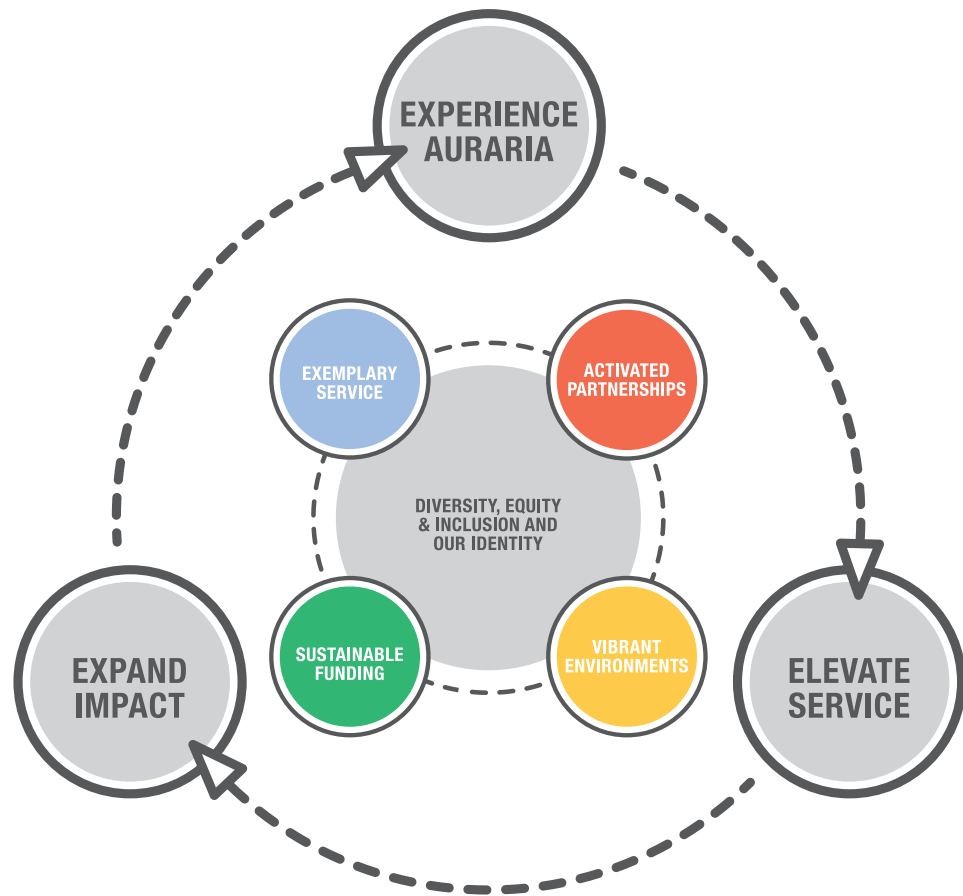 EXPERIENCE
AURARIA
EXEMPLARY
SERVICE
ACTIVATED
PARTNERSHIPS
DIVERSITY, EQUITY
& INCLUSION AND
OUR IDENTITY
SUSTAINABLE
FUNDING
VIBRANT
ENVIRONMENTS
EXPAND
IMPACT
ELEVATE
SERVICE